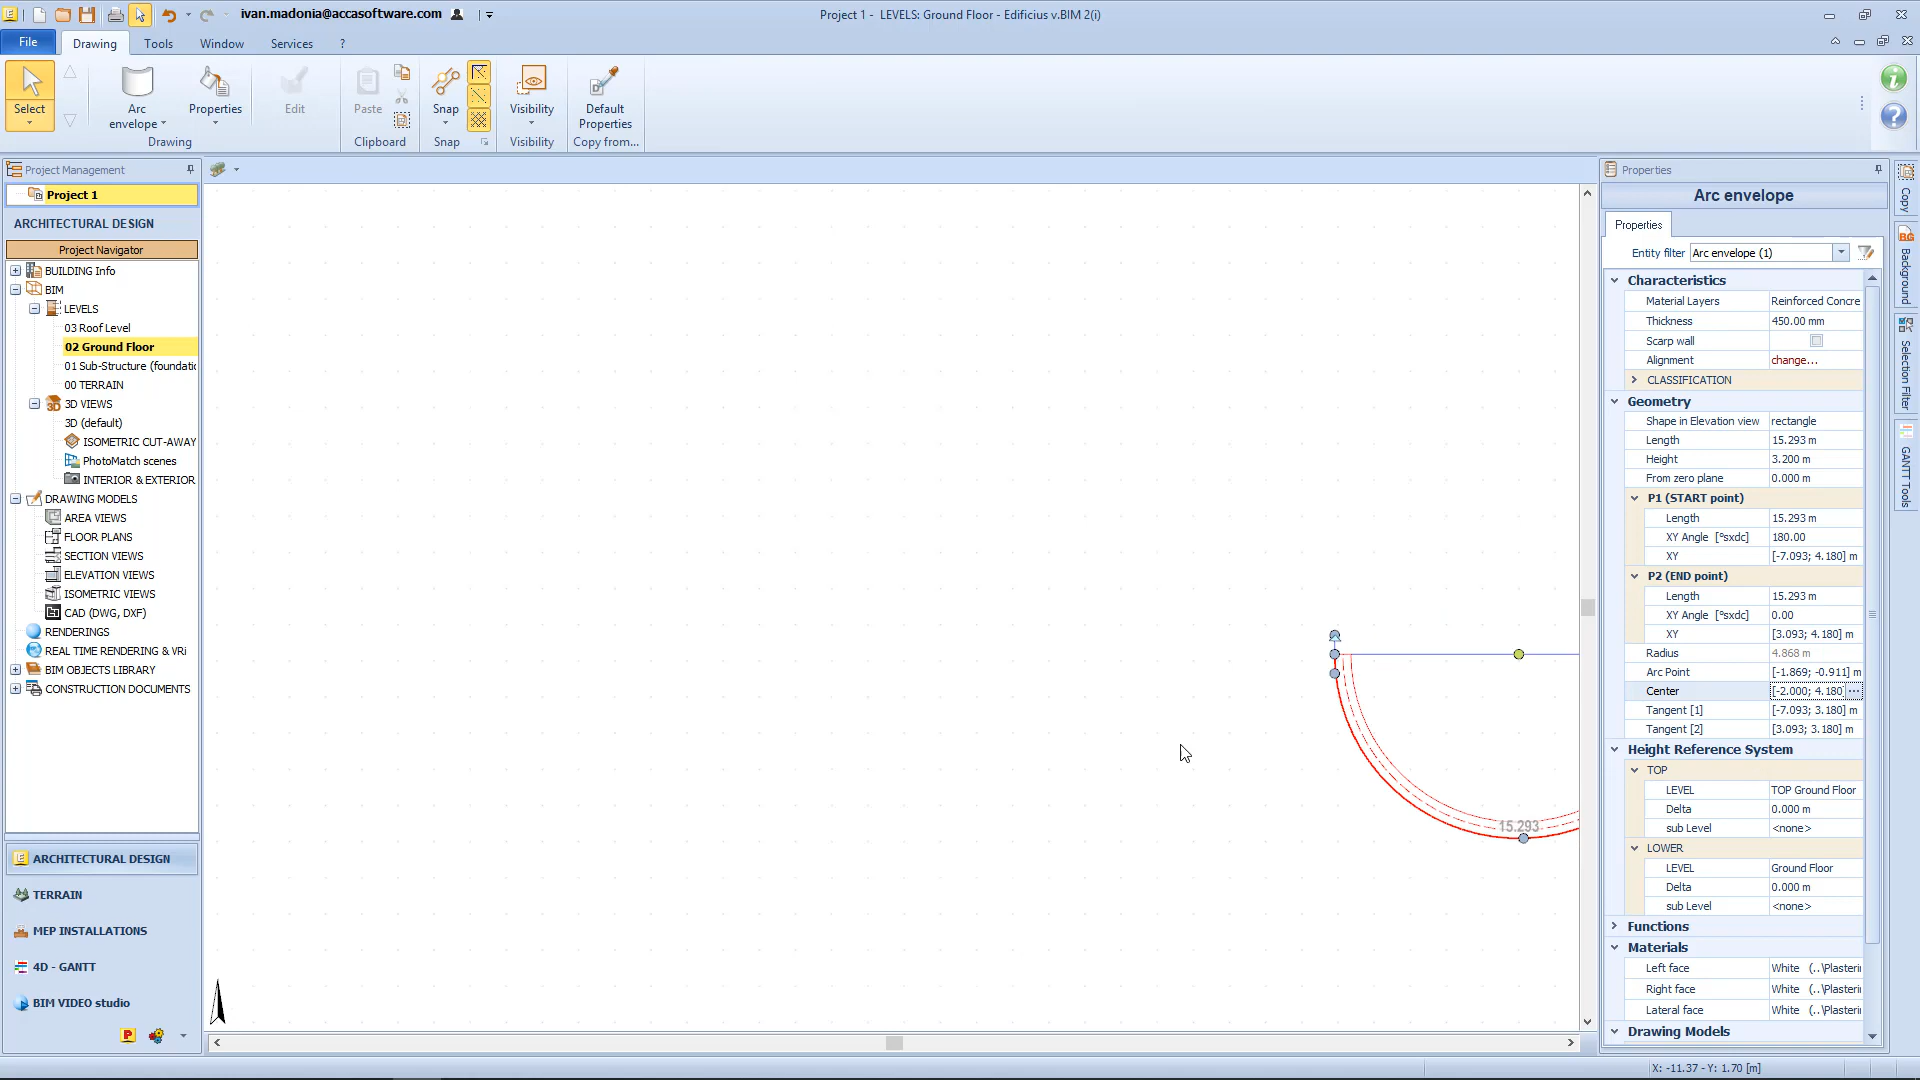 ivan.madonia@accasoftware.com
Project 1 - LEVELS: Ground Floor - Edificius v.BIM 2(i)
File Drawing Tools Window Services ?
Select
Arc envelope
Properties
Edit
Paste
Snap
Visibility
Default Properties
Drawing
Clipboard
Snap
Visibility
Copy from...
Project Management
Project 1
ARCHITECTURAL DESIGN
Project Navigator
BUILDING Info
BIM
LEVELS
03 Roof Level
02 Ground Floor
01 Sub-Structure (foundatic
00 TERRAIN
3D VIEWS
3D (default)
ISOMETRIC CUT-AWAY
PhotoMatch scenes
INTERIOR & EXTERIOR
DRAWING MODELS
AREA VIEWS
FLOOR PLANS
SECTION VIEWS
ELEVATION VIEWS
ISOMETRIC VIEWS
CAD (DWG, DXF)
RENDERINGS
REAL TIME RENDERING & VRi
BIM OBJECTS LIBRARY
CONSTRUCTION DOCUMENTS
ARCHITECTURAL DESIGN
TERRAIN
MEP INSTALLATIONS
4D - GANTT
BIM VIDEO studio
15.293
Properties
Arc envelope
Properties
Entity filter Arc envelope (1)
Characteristics
Material Layers Reinforced Concre
Thickness 450.00 mm
Scarp wall
Alignment change...
CLASSIFICATION
Geometry
Shape in Elevation view rectangle
Length 15.293 m
Height 3.200 m
From zero plane 0.000 m
P1 (START point)
Length 15.293 m
XY Angle [°sxdc] 180.00
XY [-7.093; 4.180] m
P2 (END point)
Length 15.293 m
XY Angle [°sxdc] 0.00
XY [3.093; 4.180] m
Radius 4.868 m
Arc Point [-1.869; -0.911] m
Center [-2.000; 4.180] ...
Tangent [1] [-7.093; 3.180] m
Tangent [2] [3.093; 3.180] m
Height Reference System
TOP
LEVEL TOP Ground Floor
Delta 0.000 m
sub Level <none>
LOWER
LEVEL Ground Floor
Delta 0.000 m
sub Level <none>
Functions
Materials
Left face White (..\Plasteri
Right face White (..\Plasteri
Lateral face White (..\Plasteri
Drawing Models
Copy
Background
Selection Filter
GANTT Tools
X: -11.37 - Y: 1.70 [m]